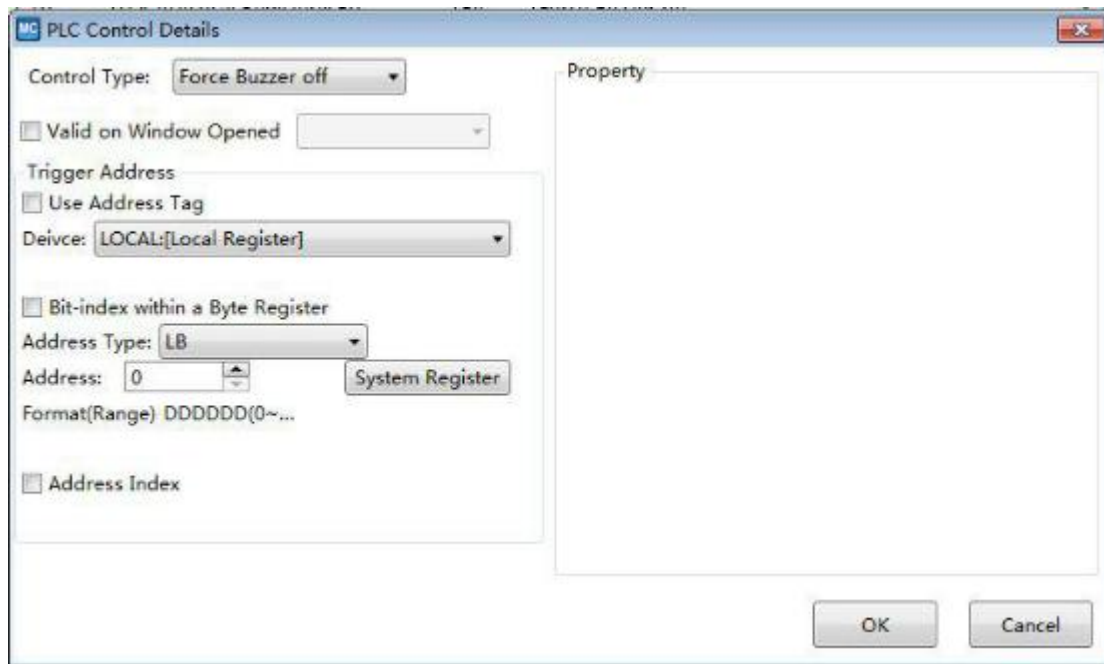 MC PLC Control Details
Control Type: Force Buzzer off
Property
Valid on Window Opened
Trigger Address
Use Address Tag
Deivce: LOCAL:[Local Register]
Bit-index within a Byte Register
Address Type: LB
Address: 0 System Register
Format(Range) DDDDDD(0~...
Address Index
OK Cancel